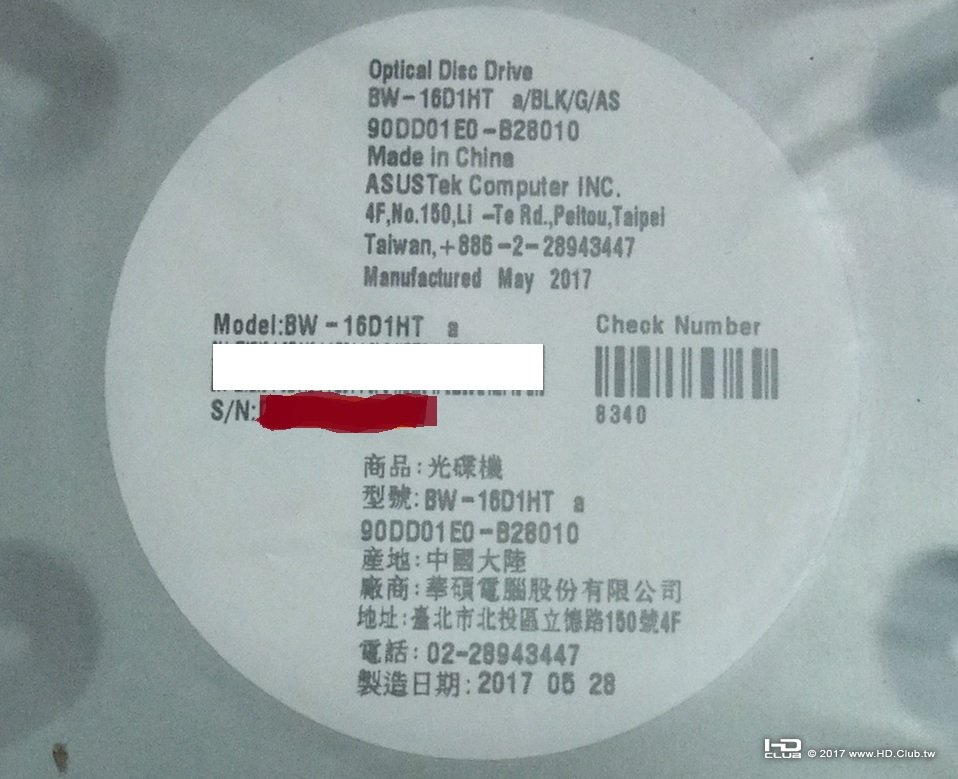 Optical Disc Drive
BW-16D1HT a/BLK/G/AS
90DD01E0-B28010
Made in China
ASUSTek Computer INC.
4F,No.150,Li -Te Rd.,Peitou,Taipei
Taiwan,+886-2-28943447
Manufactured May 2017
Model:BW-16D1HT a
S/N:
Check Number
8340
商品:光碟機
型號:BW-16D1HT a
90DD01E0-B28010
產地:中國大陸
廠商:華碩電腦股份有限公司
地址:臺北市北投區立德路150號4F
電話:02-28943447
製造日期:2017 05 28
HD CLUB © 2017 www.HD.Club.tw